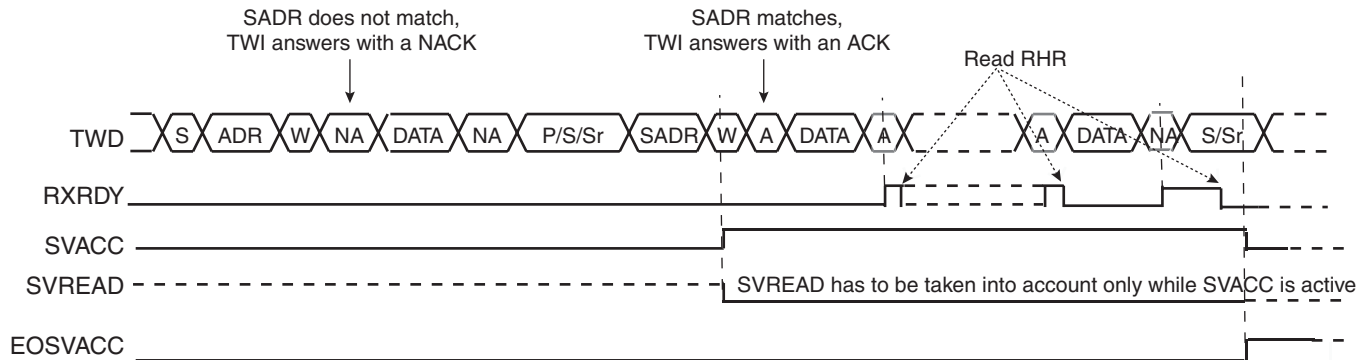 SADR does not match,
TWI answers with a NACK
SADR matches,
TWI answers with an ACK
Read RHR
TWD S ADR W NA DATA NA P/S/Sr SADR W A DATA A A DATA NA S/Sr
RXRDY
SVACC
SVREAD SVREAD has to be taken into account only while SVACC is active
EOSVACC